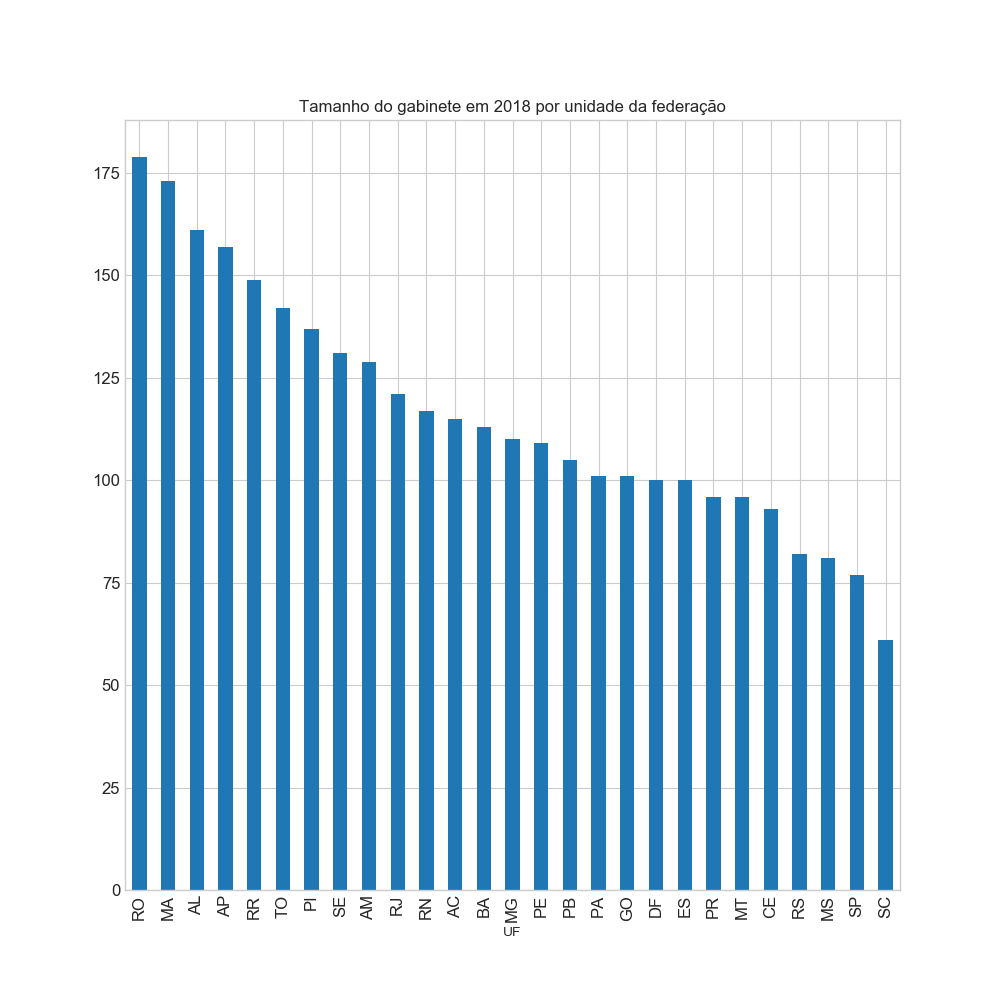 Tamanho do gabinete em 2018 por unidade da federação
175
150
125
100
75
50
25
0
RO MA AL AP RR TO PI SE AM RJ RN AC BA MG PE PB PA GO DF ES PR MT CE RS MS SP SC
UF